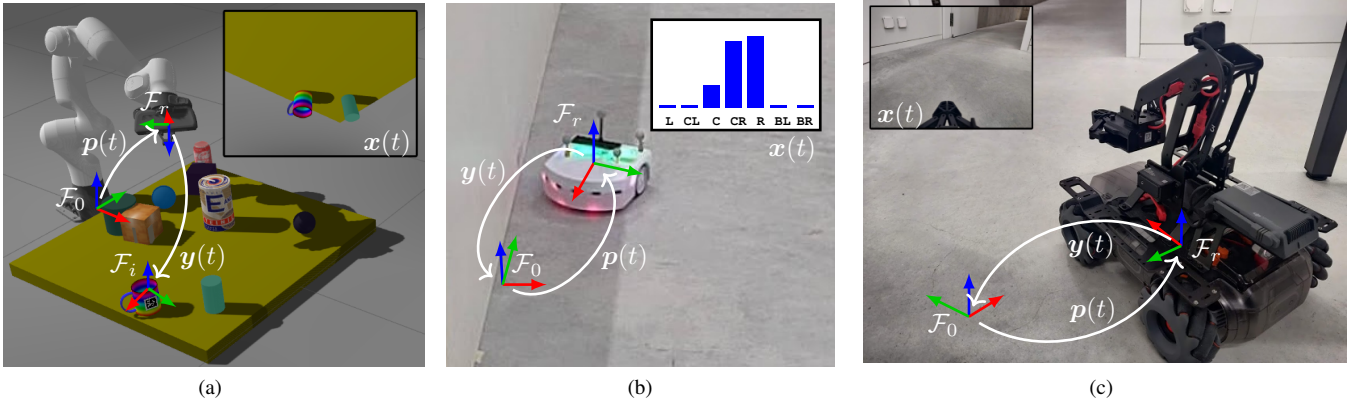 𝓕ᵣ
𝒑(t)
𝒙(t)
𝓕₀
E
𝓕ᵢ
𝒚(t)
(a)
L CL C CR R BL BR
𝒙(t)
𝓕ᵣ
𝒚(t)
𝓕₀
𝒑(t)
(b)
𝒙(t)
𝒚(t)
𝓕ᵣ
𝓕₀
𝒑(t)
(c)